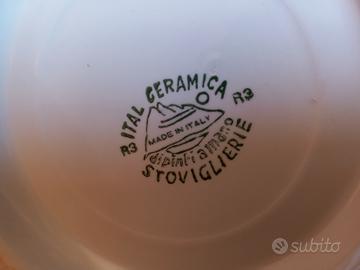 ITAL CERAMICA
R3
R3
MADE IN ITALY
dipinti a mano
STOVIGLIERIE
subito